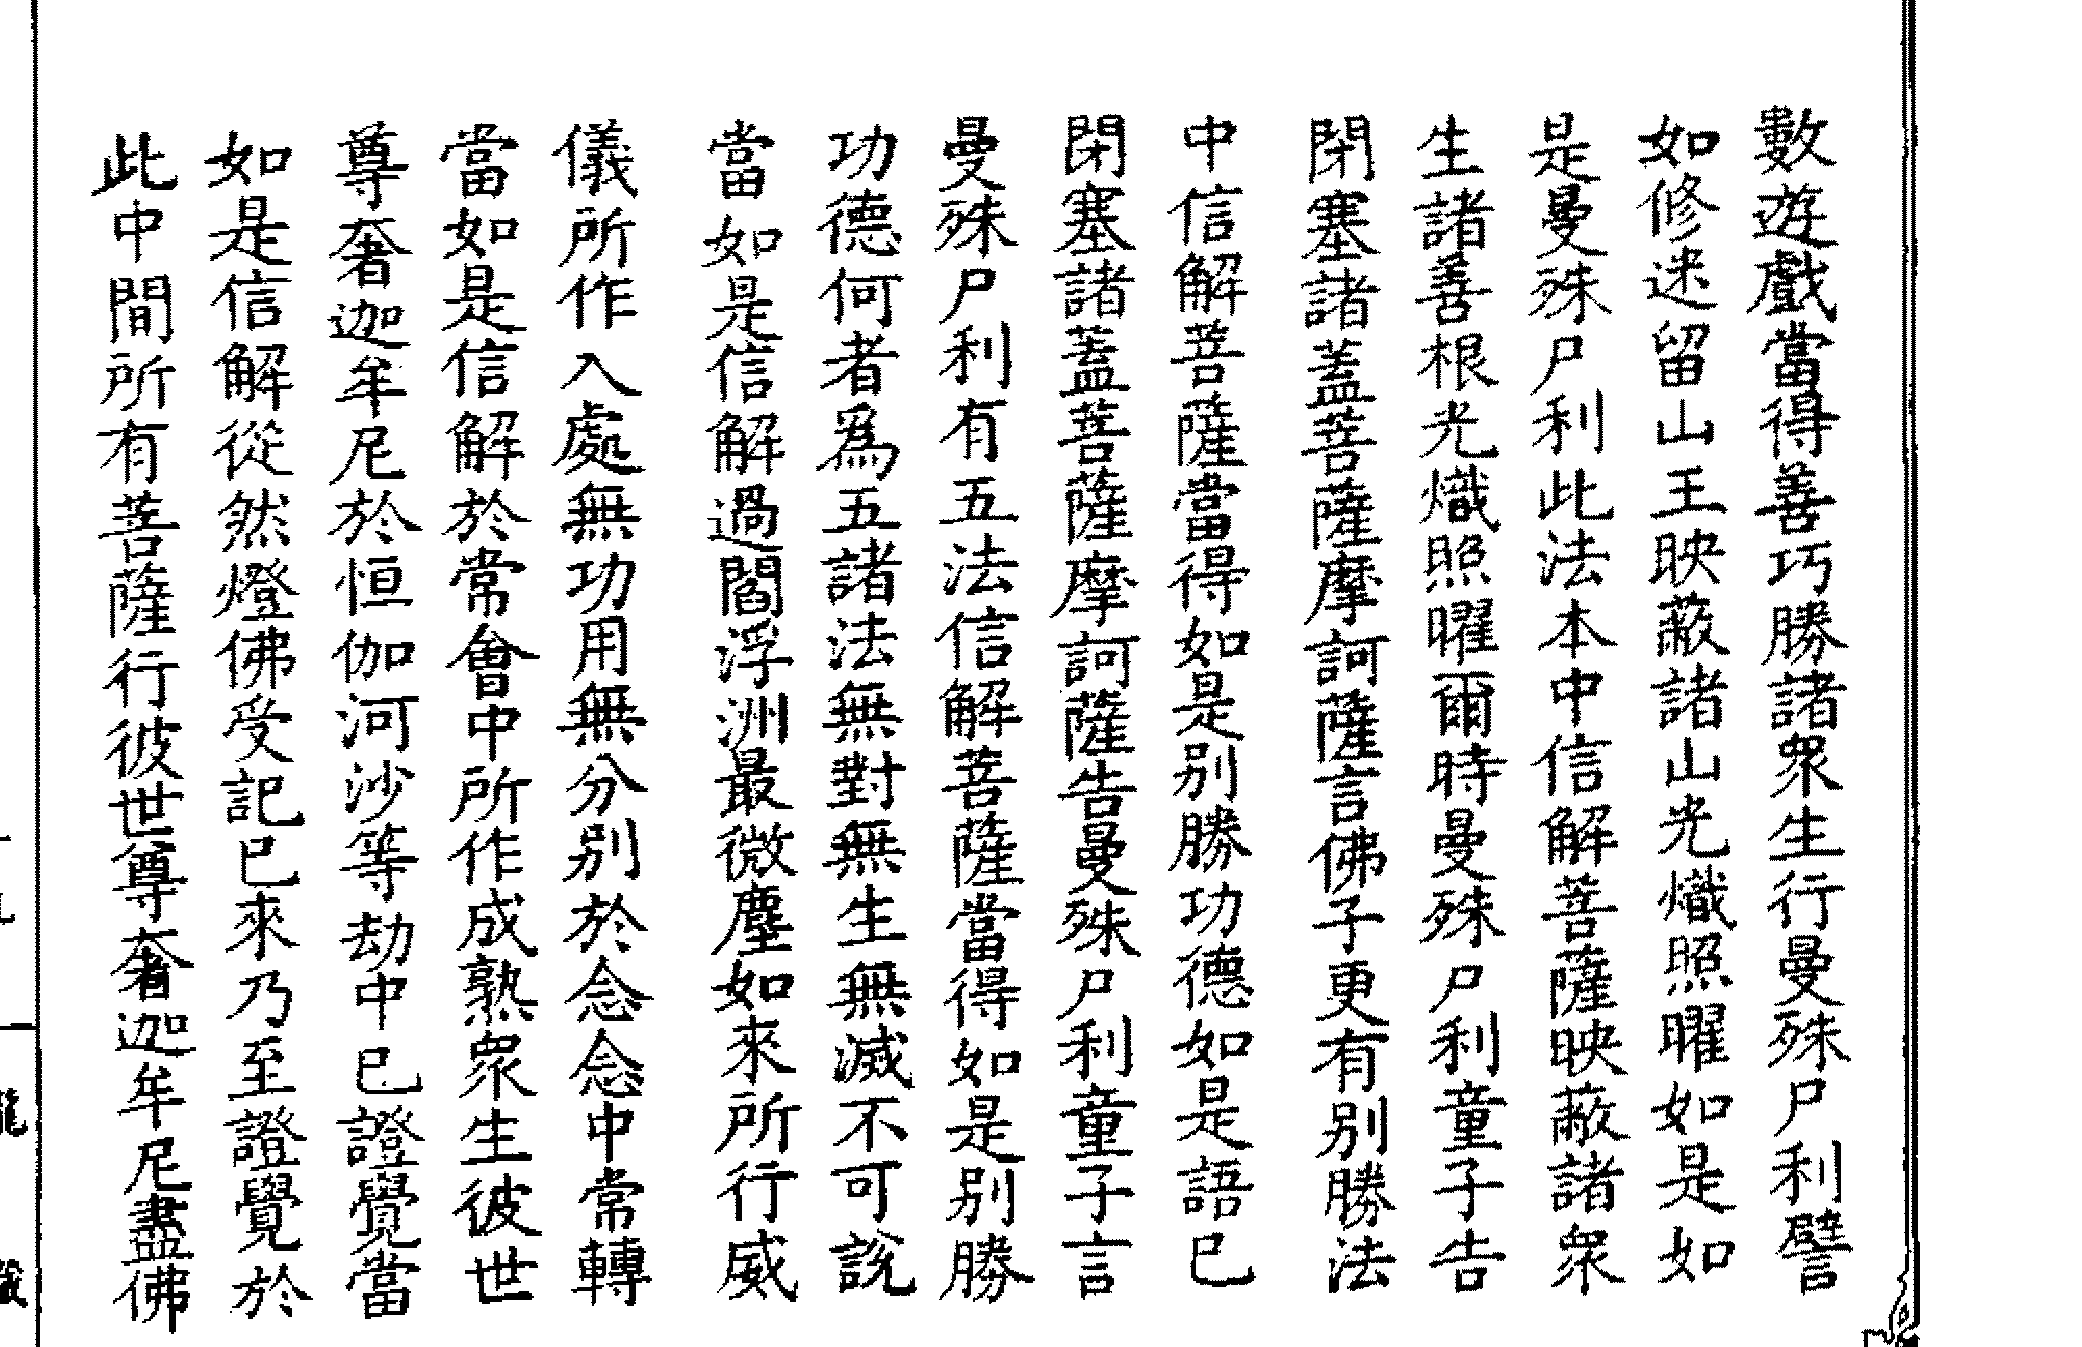 數遊戲當得善巧勝諸衆生行曼殊尸利譬
如修迷留山王映蔽諸山光熾照曜如是如
是曼殊尸利此法本中信解菩薩映蔽諸衆
生諸善根光熾照曜爾時曼殊尸利童子告
閉塞諸蓋菩薩摩訶薩言佛子更有别勝法
中信解菩薩當得如是别勝功德如是語已
閉塞諸蓋菩薩摩訶薩告曼殊尸利童子言
曼殊尸利有五法信解菩薩當得如是别勝
功德何者爲五諸法無對無生無滅不可說
當如是信解過閻浮洲最微塵如來所行威
儀所作入處無功用無分别於念念中常轉
當如是信解於常會中所作成熟衆生彼世
尊奢迦牟尼於恒伽河沙等劫中已證覺當
如是信解從然燈佛受記已來乃至證覺於
此中間所有菩薩行彼世尊奢迦牟尼盡佛